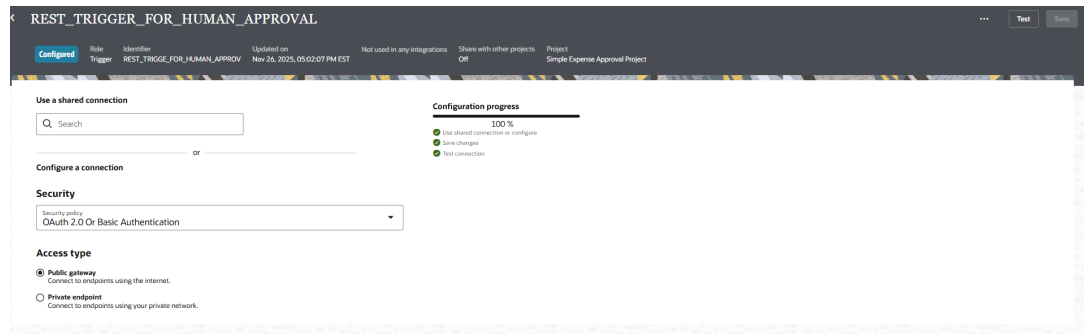 REST_TRIGGER_FOR_HUMAN_APPROVAL
Test
Save
Configured
Role
Trigger
Identifier
REST_TRIGGE_FOR_HUMAN_APPROV
Updated on
Nov 26, 2025, 05:02:07 PM EST
Not used in any integrations
Share with other projects
Off
Project
Simple Expense Approval Project
Use a shared connection
Search
or
Configure a connection
Security
Security policy
OAuth 2.0 Or Basic Authentication
Access type
Public gateway
Connect to endpoints using the internet.
Private endpoint
Connect to endpoints using your private network.
Configuration progress
100 %
Use shared connection or configure
Save changes
Test connection